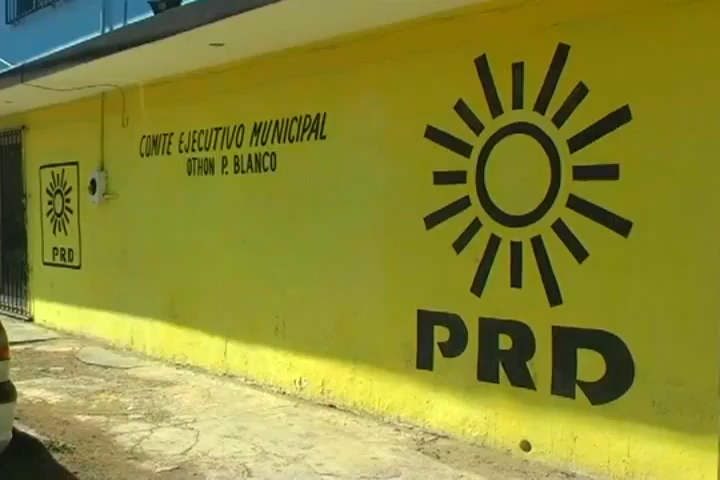 COMITE EJECUTIVO MUNICIPAL
OTHON P. BLANCO
PRD
PRD